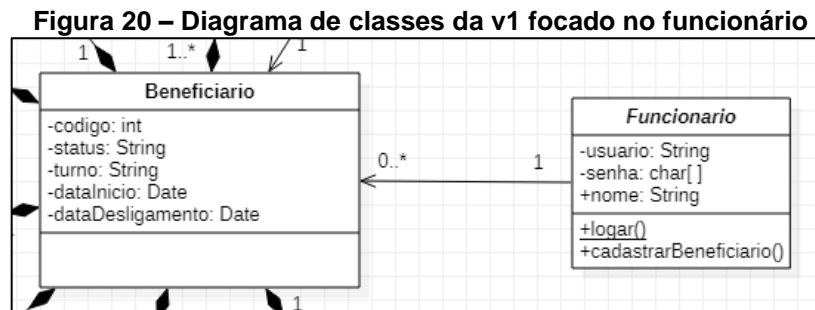 Figura 20 – Diagrama de classes da v1 focado no funcionário
1
1..*
1
Beneficiario
-codigo: int
-status: String
-turno: String
-dataInicio: Date
-dataDesligamento: Date
0..*
1
Funcionario
-usuario: String
-senha: char[ ]
+nome: String
+logar()
+cadastrarBeneficiario()
1